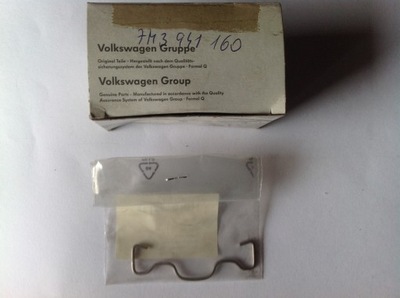 7M3 941 160
Volkswagen Gruppe
Original Teile · Hergestellt nach dem Qualitäts-
sicherungssystem der Volkswagen Gruppe · Formel Q
Volkswagen Group
Genuine Parts · Manufactured in accordance with the Quality
Assurance System of Volkswagen Group · Formel Q